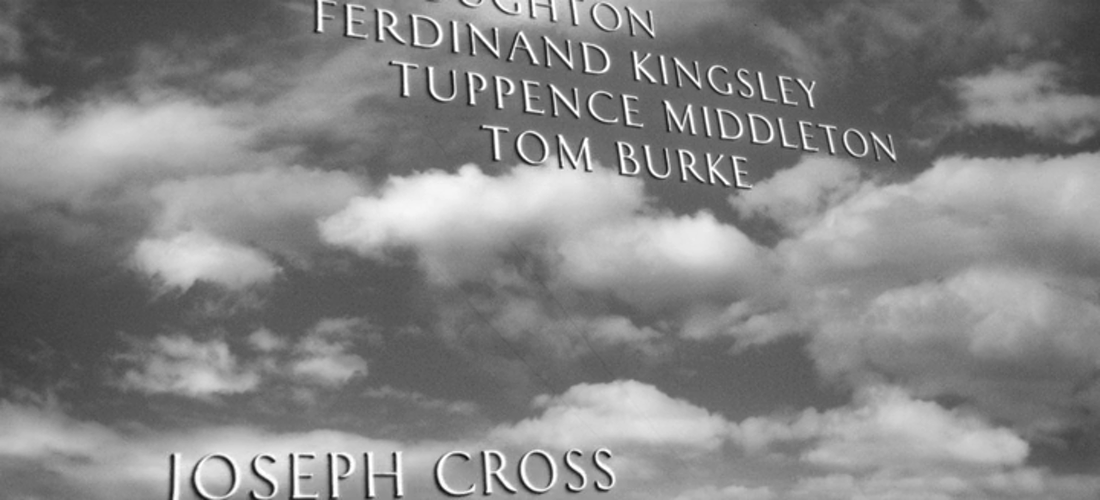 FERDINAND KINGSLEY
TUPPENCE MIDDLETON
TOM BURKE
JOSEPH CROSS